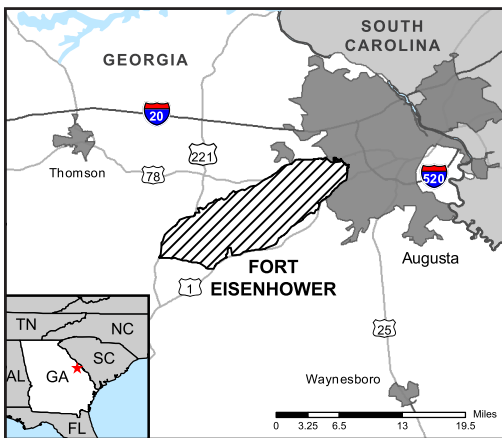 SOUTH
CAROLINA
GEORGIA
20
221
Thomson
78
520
FORT
EISENHOWER
Augusta
1
25
TN
NC
SC
AL
GA
FL
Waynesboro
Miles
0 3.25 6.5 13 19.5